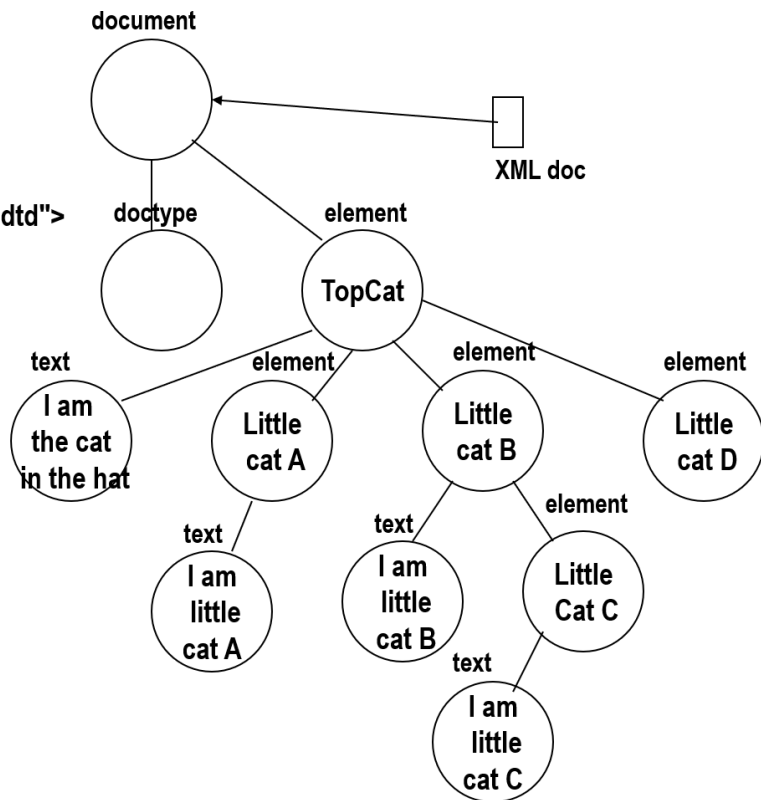 document
XML doc
dtd">
doctype
element
TopCat
text
element
element
element
I am
the cat
in the hat
Little
cat A
Little
cat B
Little
cat D
text
text
element
I am
little
cat A
I am
little
cat B
Little
Cat C
text
I am
little
cat C